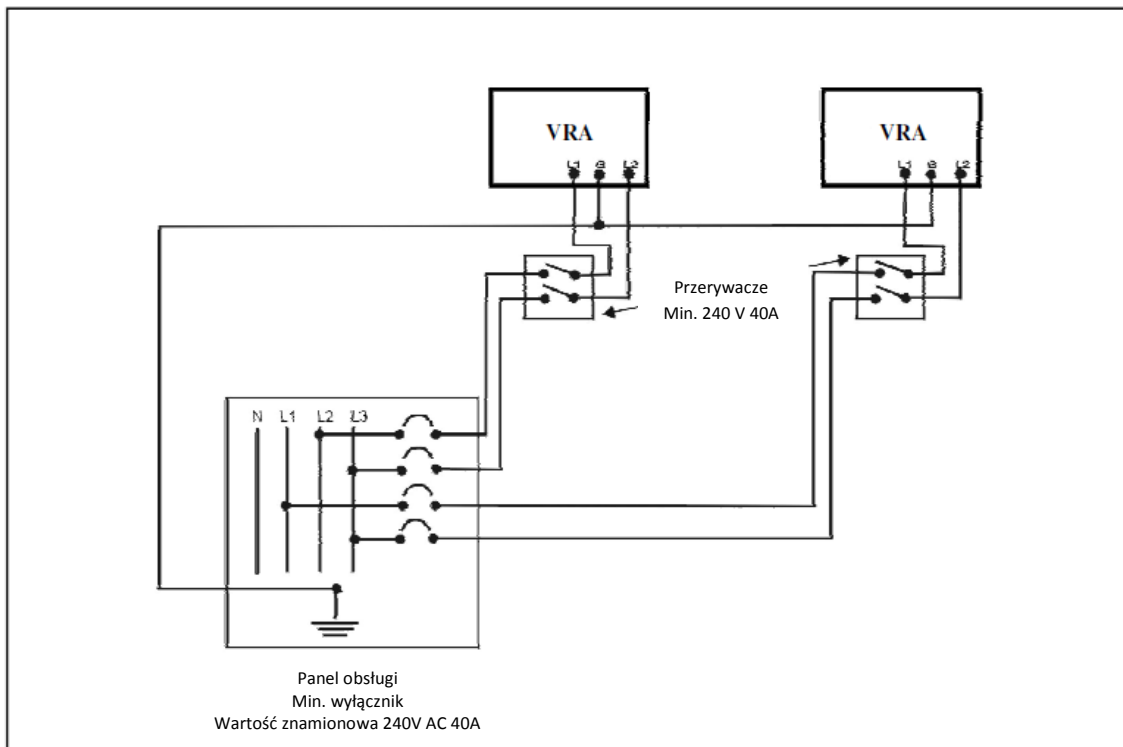 VRA
VRA
L1 G L2
L1 G L2
Przerywacze
Min. 240 V 40A
N L1 L2 L3
Panel obsługi
Min. wyłącznik
Wartość znamionowa 240V AC 40A